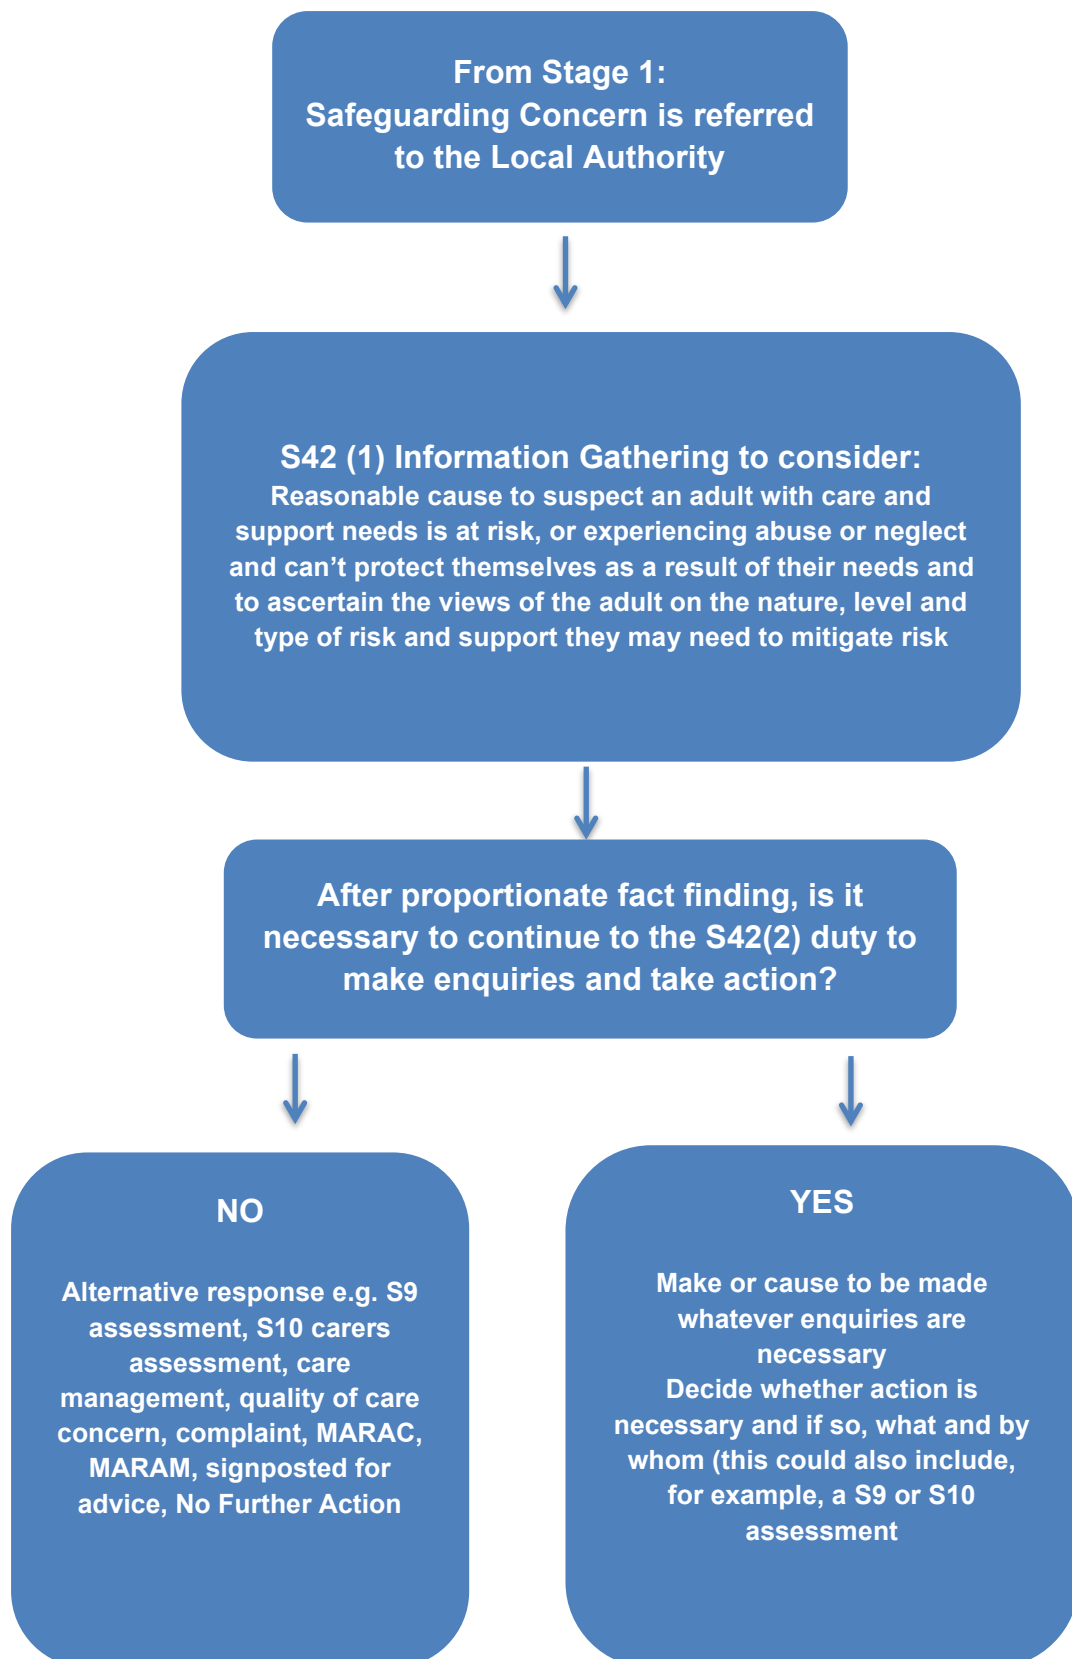 From Stage 1:
Safeguarding Concern is referred
to the Local Authority
S42 (1) Information Gathering to consider:
Reasonable cause to suspect an adult with care and
support needs is at risk, or experiencing abuse or neglect
and can’t protect themselves as a result of their needs and
to ascertain the views of the adult on the nature, level and
type of risk and support they may need to mitigate risk
After proportionate fact finding, is it
necessary to continue to the S42(2) duty to
make enquiries and take action?
NO
Alternative response e.g. S9
assessment, S10 carers
assessment, care
management, quality of care
concern, complaint, MARAC,
MARAM, signposted for
advice, No Further Action
YES
Make or cause to be made
whatever enquiries are
necessary
Decide whether action is
necessary and if so, what and by
whom (this could also include,
for example, a S9 or S10
assessment